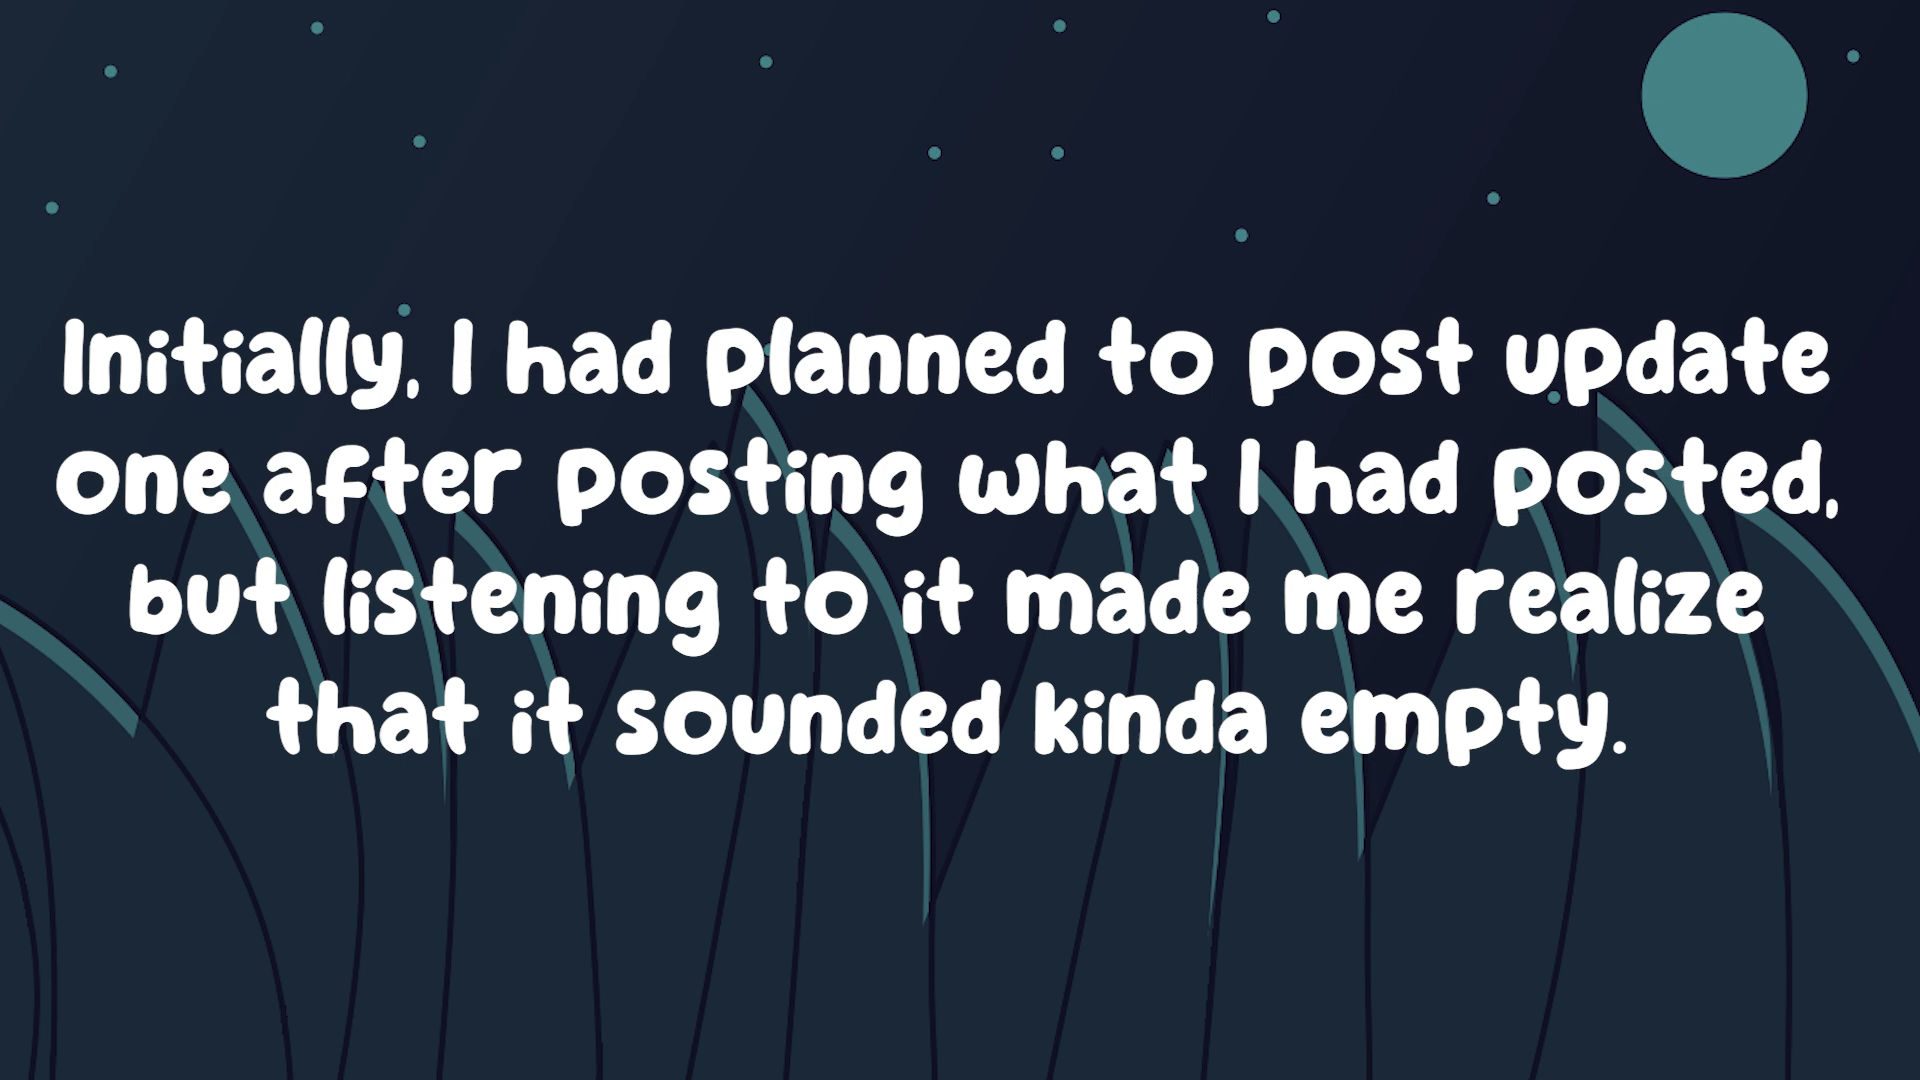 Initially, I had planned to post update
one after posting what I had posted,
but listening to it made me realize
that it sounded kinda empty.